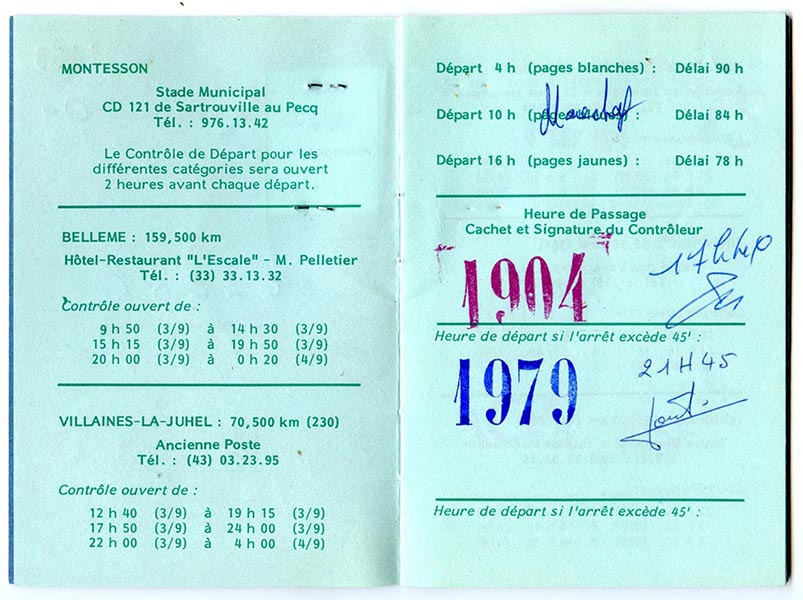 MONTESSON
Stade Municipal
CD 121 de Sartrouville au Pecq
Tél. : 976.13.42
Le Contrôle de Départ pour les
différentes catégories sera ouvert
2 heures avant chaque départ.
BELLEME : 159,500 km
Hôtel-Restaurant "L'Escale" - M. Pelletier
Tél. : (33) 33.13.32
Contrôle ouvert de :
9 h 50 (3/9) à 14 h 30 (3/9)
15 h 15 (3/9) à 19 h 50 (3/9)
20 h 00 (3/9) à 0 h 20 (4/9)
VILLAINES-LA-JUHEL : 70,500 km (230)
Ancienne Poste
Tél. : (43) 03.23.95
Contrôle ouvert de :
12 h 40 (3/9) à 19 h 15 (3/9)
17 h 50 (3/9) à 24 h 00 (3/9)
22 h 00 (3/9) à 4 h 00 (4/9)
Départ 4 h (pages blanches) : Délai 90 h
Départ 10 h (pages : Délai 84 h
Départ 16 h (pages jaunes) : Délai 78 h
Heure de Passage
Cachet et Signature du Contrôleur
1904
17h40
Heure de départ si l'arrêt excède 45' :
1979
21H45
Heure de départ si l'arrêt excède 45' :